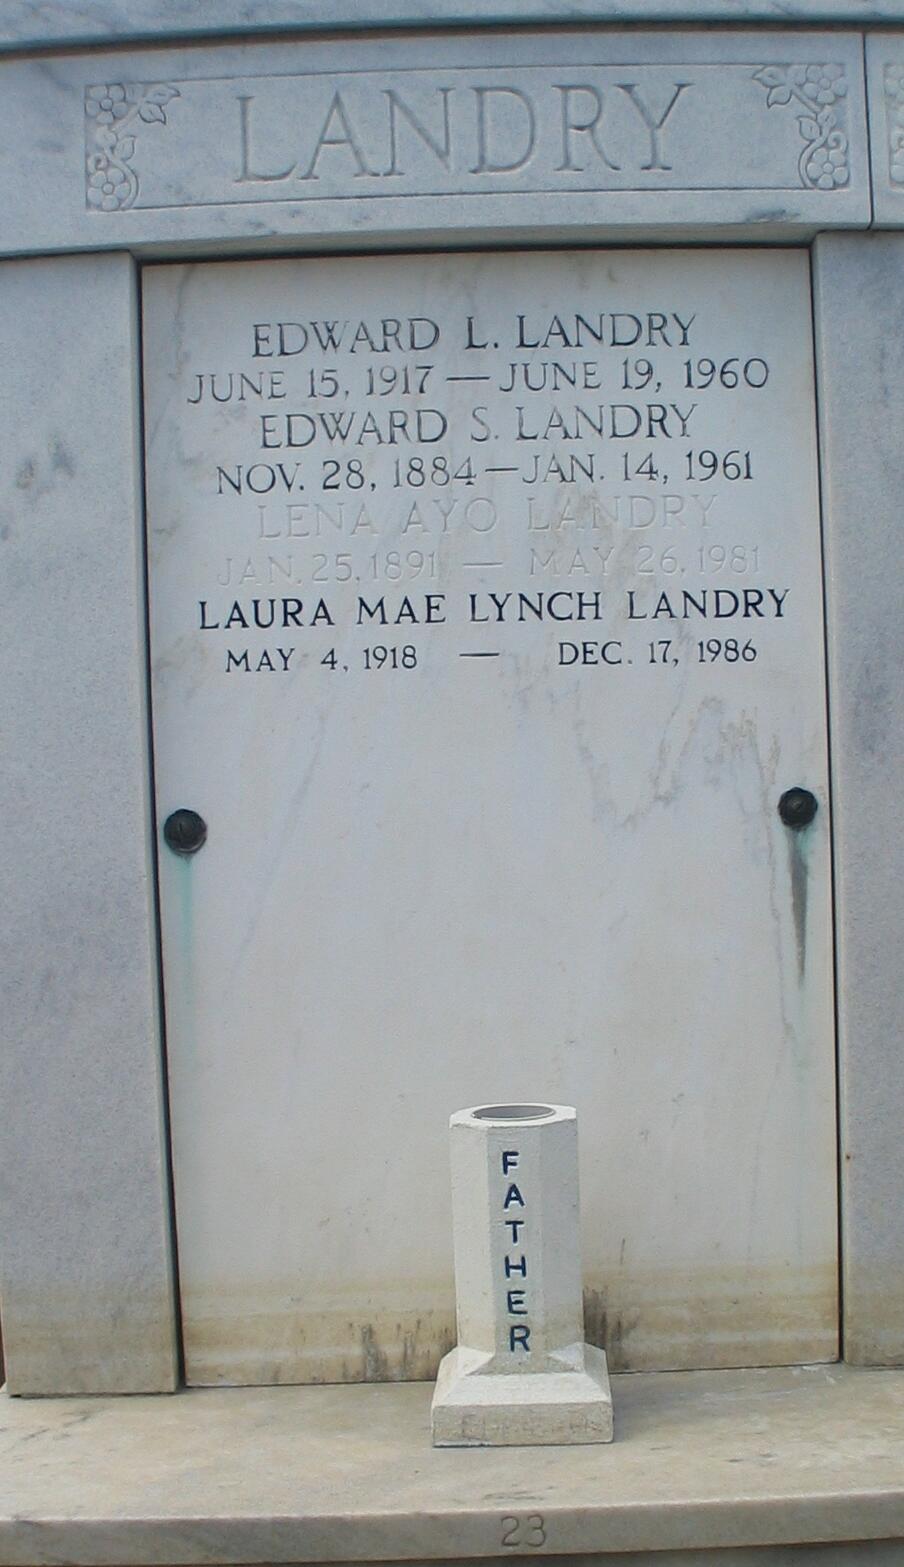 LANDRY
EDWARD L. LANDRY
JUNE 15, 1917 — JUNE 19, 1960
EDWARD S. LANDRY
NOV. 28, 1884 — JAN. 14, 1961
LENA AYO LANDRY
JAN. 25, 1891 — MAY 26, 1981
LAURA MAE LYNCH LANDRY
MAY 4, 1918 — DEC. 17, 1986
FATHER
23